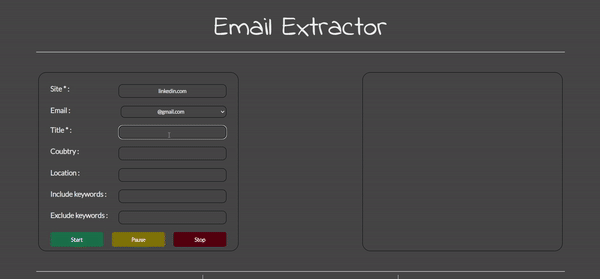 Email Extractor
Site * : linkedin.com
Email : @gmail.com
Title * :
Coubtry :
Location :
Include keywords :
Exclude keywords :
Start Pause Stop